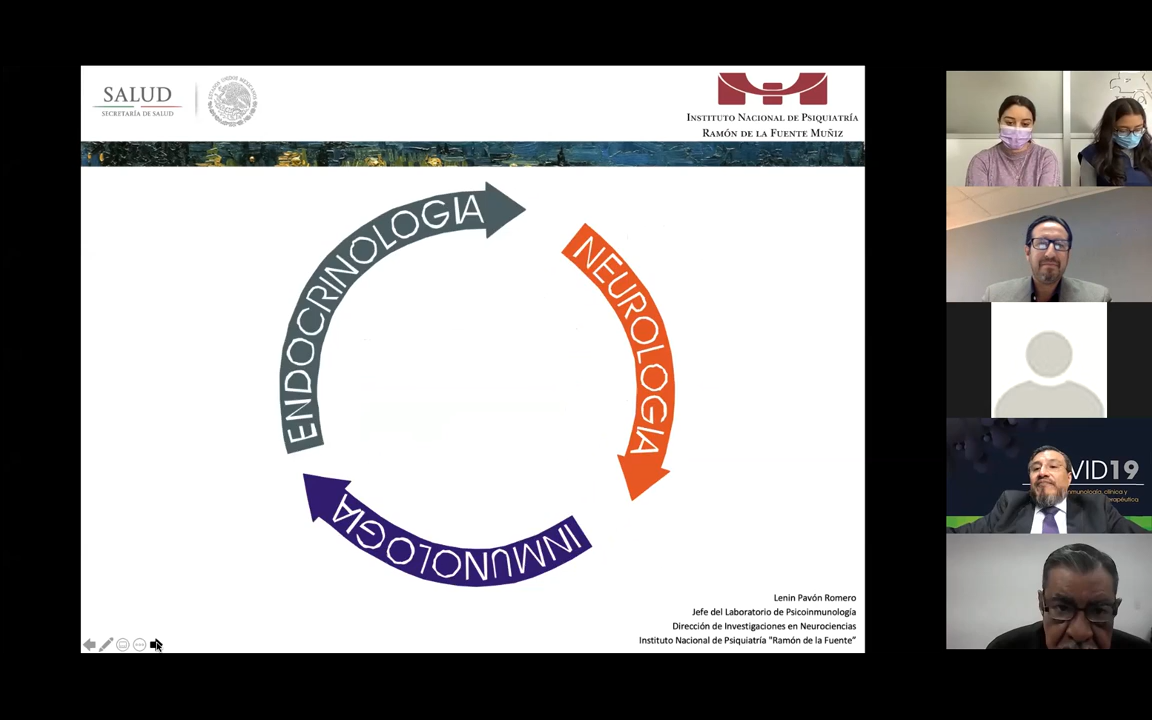 SALUD
SECRETARÍA DE SALUD
INSTITUTO NACIONAL DE PSIQUIATRÍA
RAMÓN DE LA FUENTE MUÑIZ
ENDOCRINOLOGIA
NEUROLOGIA
INMUNOLOGIA
Lenin Pavón Romero
Jefe del Laboratorio de Psicoinmunología
Dirección de Investigaciones en Neurociencias
Instituto Nacional de Psiquiatría "Ramón de la Fuente"
VID19
inmunología, clínica y